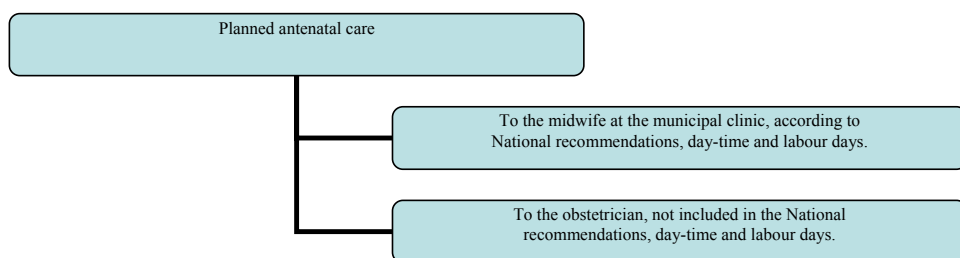 Planned antenatal care
To the midwife at the municipal clinic, according to
National recommendations, day-time and labour days.
To the obstetrician, not included in the National
recommendations, day-time and labour days.